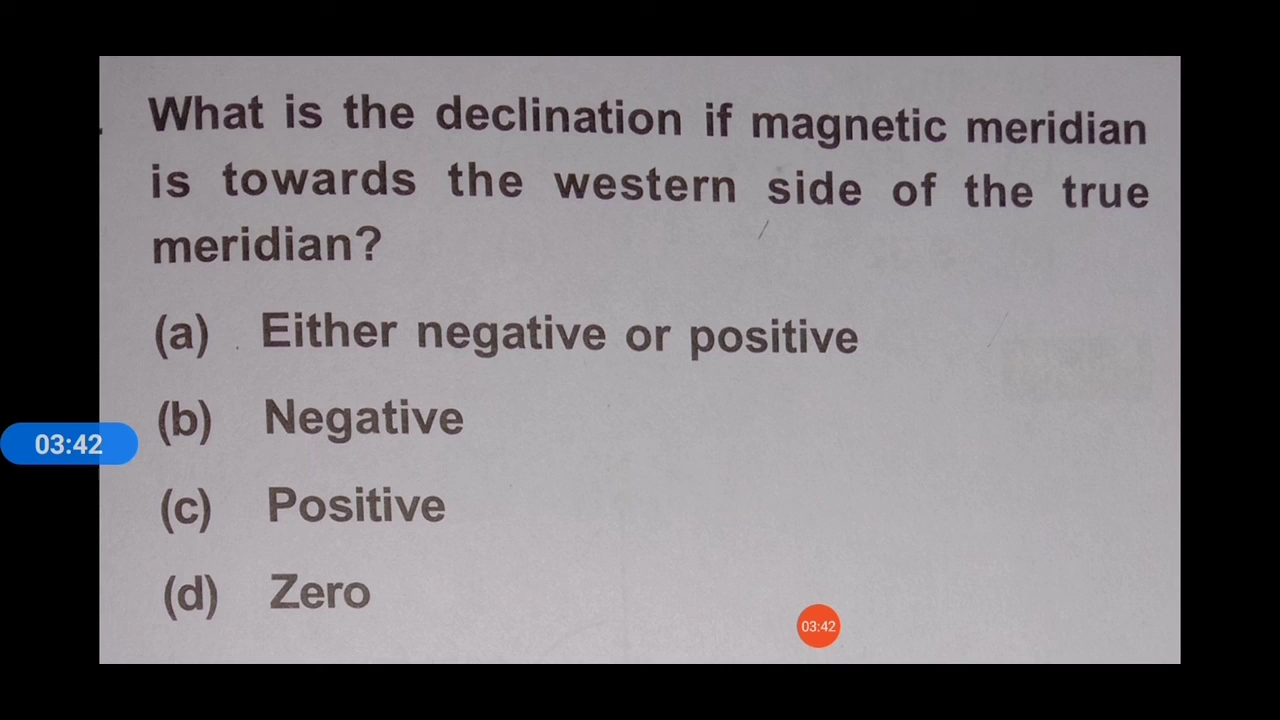 What is the declination if magnetic meridian
is towards the western side of the true
meridian?
(a) Either negative or positive
(b) Negative
03:42
(c) Positive
(d) Zero
03:42